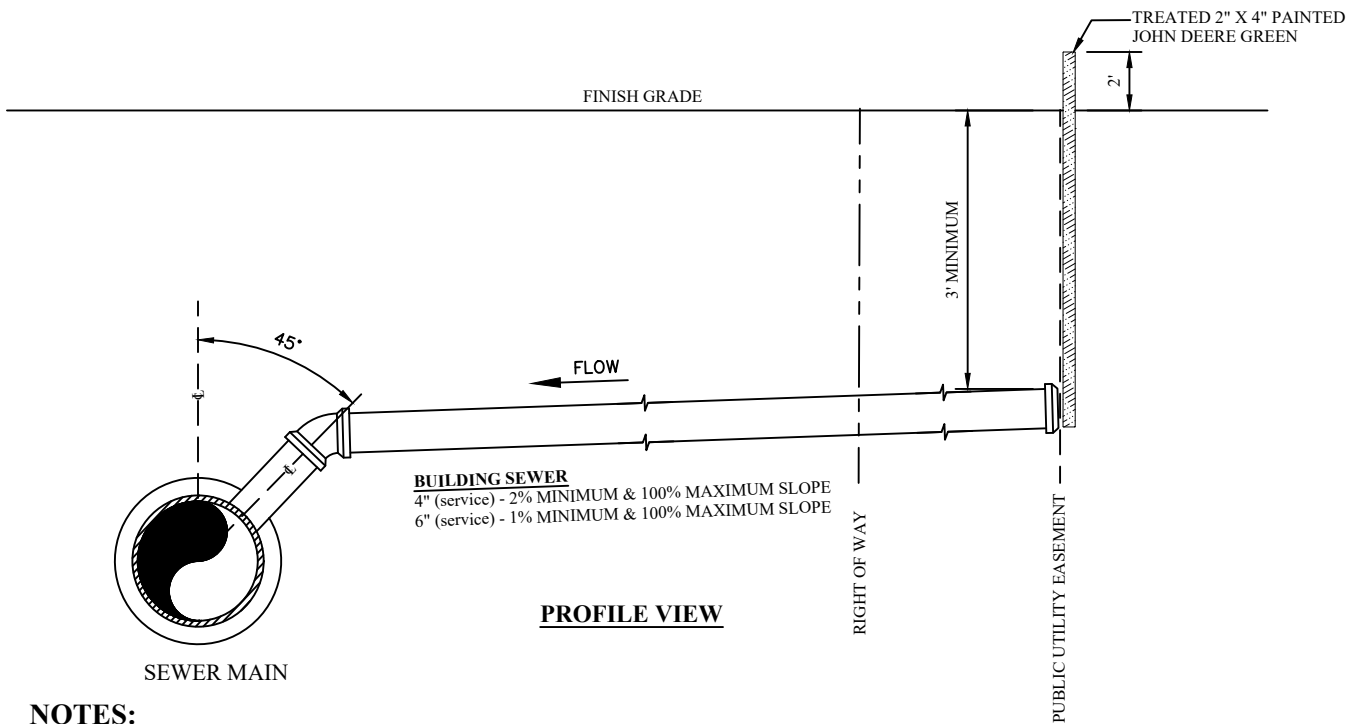 TREATED 2" X 4" PAINTED
JOHN DEERE GREEN
2'
FINISH GRADE
3' MINIMUM
45°
℄
FLOW
℄
BUILDING SEWER
4" (service) - 2% MINIMUM & 100% MAXIMUM SLOPE
6" (service) - 1% MINIMUM & 100% MAXIMUM SLOPE
RIGHT OF WAY
PUBLIC UTILITY EASEMENT
PROFILE VIEW
SEWER MAIN
NOTES: